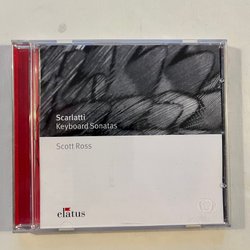 Scarlatti
Keyboard Sonatas
Scott Ross
elatus